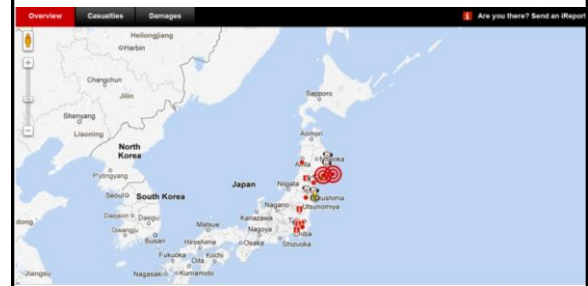 Overview Casualties Damages Are you there? Send an iReport
Heilongjiang
Harbin
Changchun
Jilin
Sapporo
Shenyang
Liaoning
Aomori
North
Korea
Akita
Pyongyang
Japan
Niigata
Seoul
South Korea
Utsunomiya
Nagano
Daejeon
Daegu
Kanazawa
Gwangju
Matsue
Nagoya
Chiba
Busan
Hiroshima
Osaka
Shizuoka
Fukuoka
Kochi
Oita
Jiangsu
Nagasaki
Kumamoto